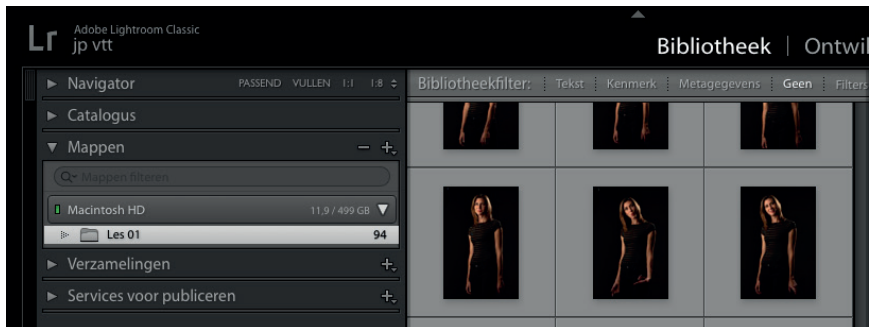 Lr Adobe Lightroom Classic
jp vtt
Bibliotheek | Ontwi
Navigator PASSEND VULLEN 1:1 1:8
Catalogus
Mappen
Mappen filteren
Macintosh HD 11,9 / 499 GB
Les 01 94
Verzamelingen
Services voor publiceren
Bibliotheekfilter: Tekst Kenmerk Metagegevens Geen Filters